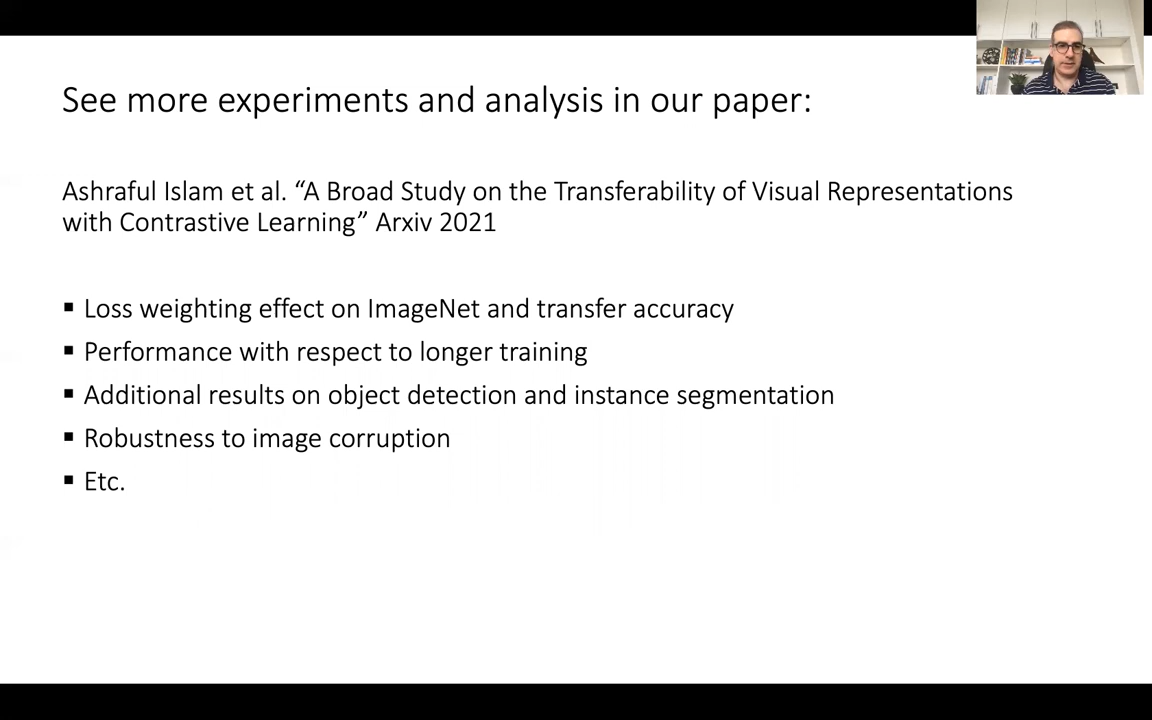 See more experiments and analysis in our paper:
Ashraful Islam et al. “A Broad Study on the Transferability of Visual Representations
with Contrastive Learning” Arxiv 2021
▪ Loss weighting effect on ImageNet and transfer accuracy
▪ Performance with respect to longer training
▪ Additional results on object detection and instance segmentation
▪ Robustness to image corruption
▪ Etc.